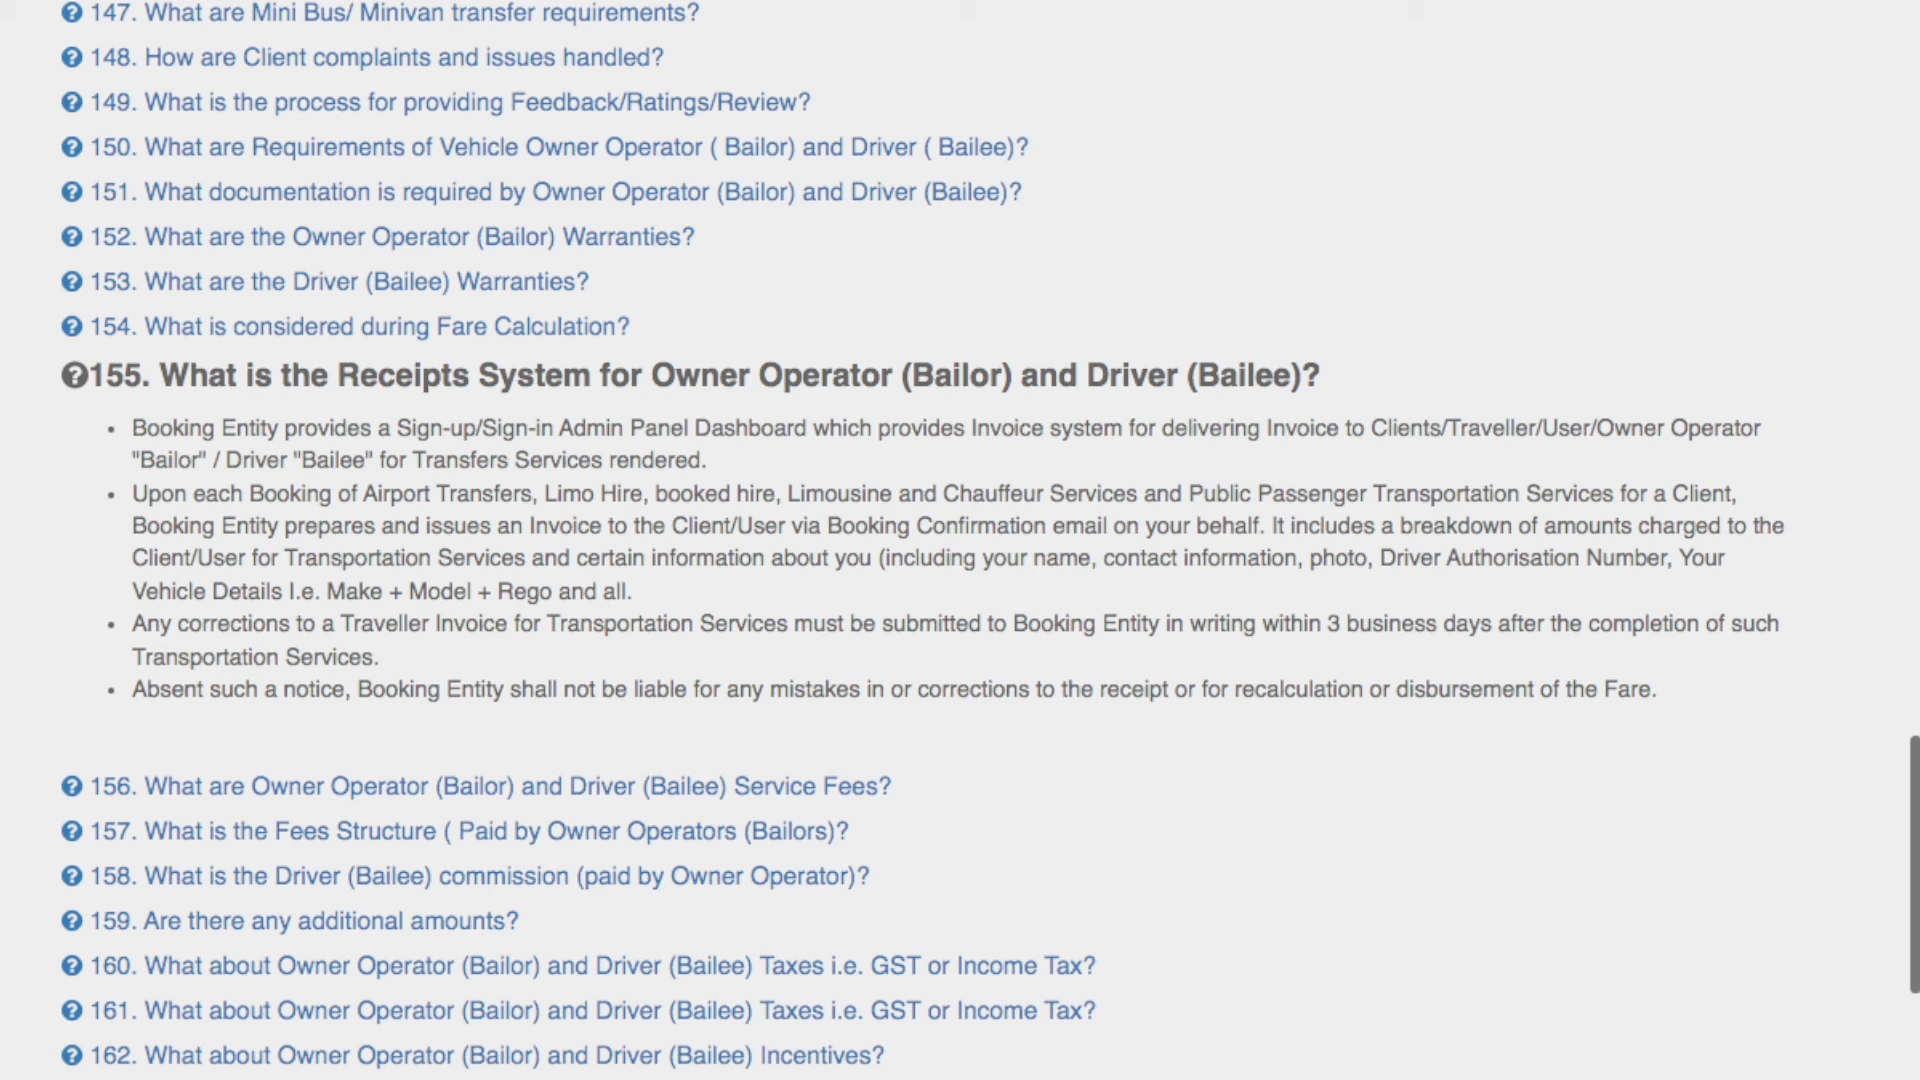 147. What are Mini Bus/ Minivan transfer requirements?
148. How are Client complaints and issues handled?
149. What is the process for providing Feedback/Ratings/Review?
150. What are Requirements of Vehicle Owner Operator ( Bailor) and Driver ( Bailee)?
151. What documentation is required by Owner Operator (Bailor) and Driver (Bailee)?
152. What are the Owner Operator (Bailor) Warranties?
153. What are the Driver (Bailee) Warranties?
154. What is considered during Fare Calculation?
155. What is the Receipts System for Owner Operator (Bailor) and Driver (Bailee)?
• Booking Entity provides a Sign-up/Sign-in Admin Panel Dashboard which provides Invoice system for delivering Invoice to Clients/Traveller/User/Owner Operator
"Bailor" / Driver "Bailee" for Transfers Services rendered.
• Upon each Booking of Airport Transfers, Limo Hire, booked hire, Limousine and Chauffeur Services and Public Passenger Transportation Services for a Client,
Booking Entity prepares and issues an Invoice to the Client/User via Booking Confirmation email on your behalf. It includes a breakdown of amounts charged to the
Client/User for Transportation Services and certain information about you (including your name, contact information, photo, Driver Authorisation Number, Your
Vehicle Details I.e. Make + Model + Rego and all.
• Any corrections to a Traveller Invoice for Transportation Services must be submitted to Booking Entity in writing within 3 business days after the completion of such
Transportation Services.
• Absent such a notice, Booking Entity shall not be liable for any mistakes in or corrections to the receipt or for recalculation or disbursement of the Fare.
156. What are Owner Operator (Bailor) and Driver (Bailee) Service Fees?
157. What is the Fees Structure ( Paid by Owner Operators (Bailors)?
158. What is the Driver (Bailee) commission (paid by Owner Operator)?
159. Are there any additional amounts?
160. What about Owner Operator (Bailor) and Driver (Bailee) Taxes i.e. GST or Income Tax?
161. What about Owner Operator (Bailor) and Driver (Bailee) Taxes i.e. GST or Income Tax?
162. What about Owner Operator (Bailor) and Driver (Bailee) Incentives?